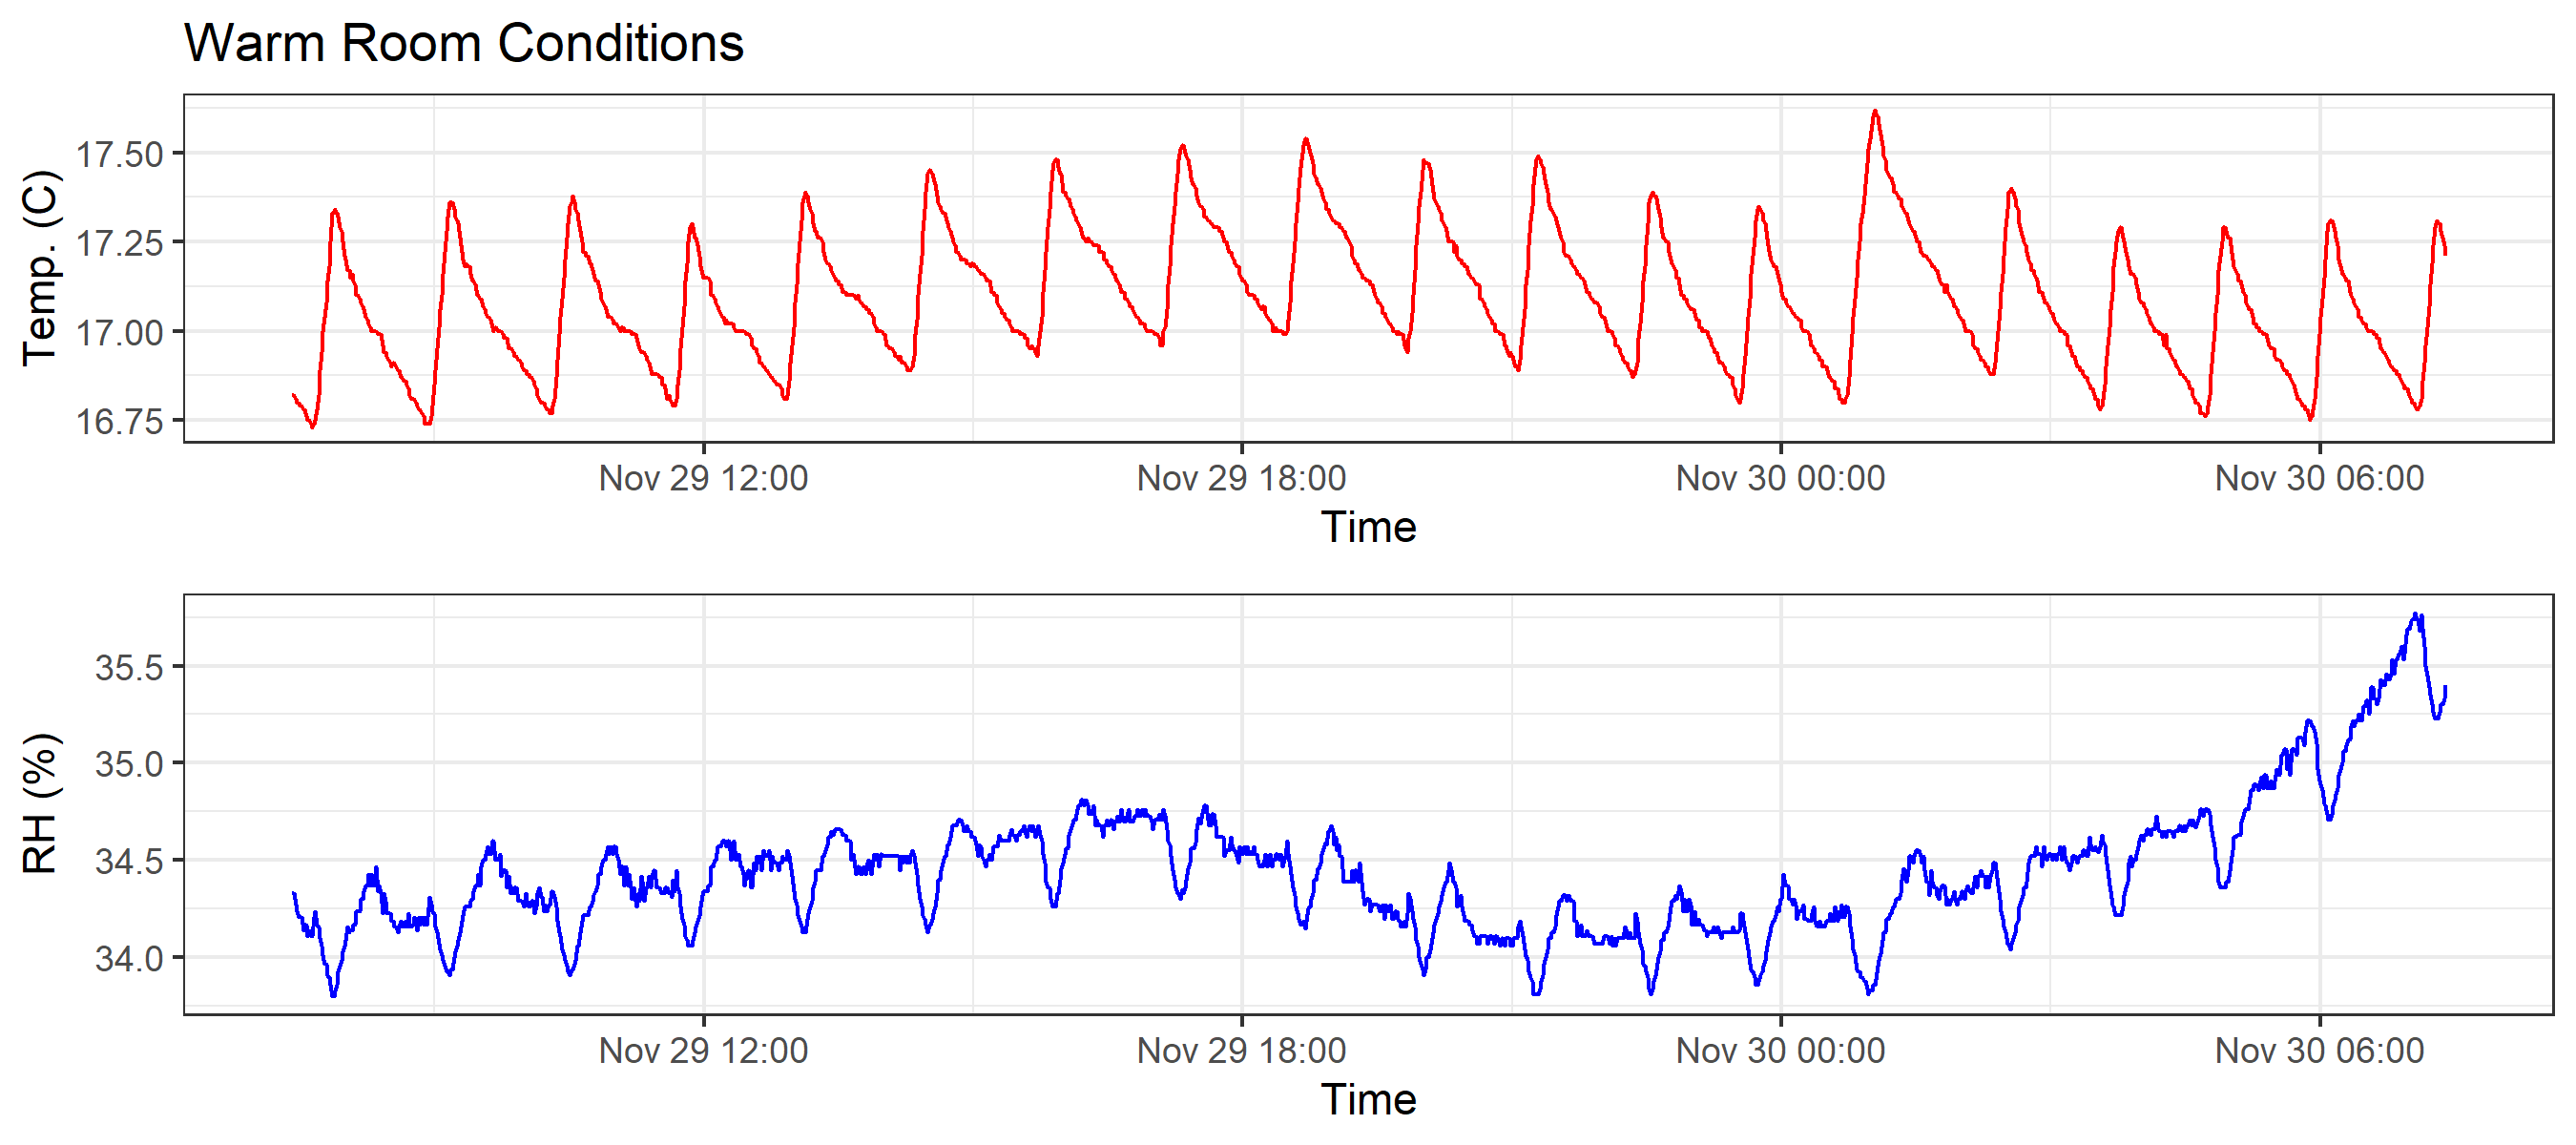 Warm Room Conditions
Temp. (C)
17.50
17.25
17.00
16.75
Nov 29 12:00 Nov 29 18:00 Nov 30 00:00 Nov 30 06:00
Time
RH (%)
35.5
35.0
34.5
34.0
Nov 29 12:00 Nov 29 18:00 Nov 30 00:00 Nov 30 06:00
Time